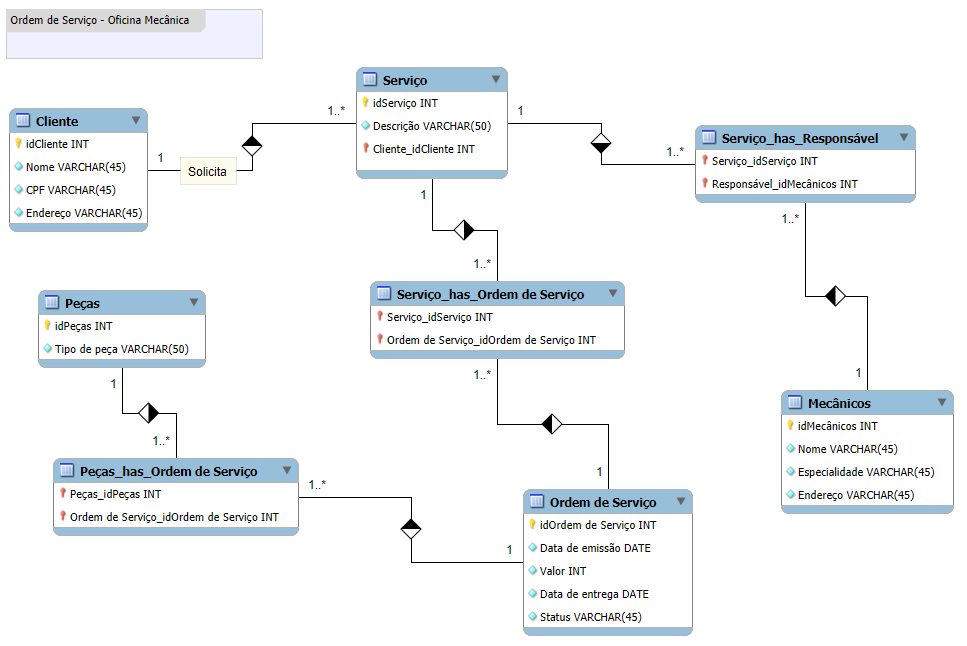 Ordem de Serviço - Oficina Mecânica
Cliente
idCliente INT
Nome VARCHAR(45)
CPF VARCHAR(45)
Endereço VARCHAR(45)
1
Solicita
1..*
Serviço
idServiço INT
Descrição VARCHAR(50)
Cliente_idCliente INT
1
1..*
Serviço_has_Responsável
Serviço_idServiço INT
Responsável_idMecânicos INT
1..*
1
Mecânicos
idMecânicos INT
Nome VARCHAR(45)
Especialidade VARCHAR(45)
Endereço VARCHAR(45)
1
1..*
Serviço_has_Ordem de Serviço
Serviço_idServiço INT
Ordem de Serviço_idOrdem de Serviço INT
1..*
1
Peças
idPeças INT
Tipo de peça VARCHAR(50)
1
1..*
Peças_has_Ordem de Serviço
Peças_idPeças INT
Ordem de Serviço_idOrdem de Serviço INT
1..*
1
Ordem de Serviço
idOrdem de Serviço INT
Data de emissão DATE
Valor INT
Data de entrega DATE
Status VARCHAR(45)